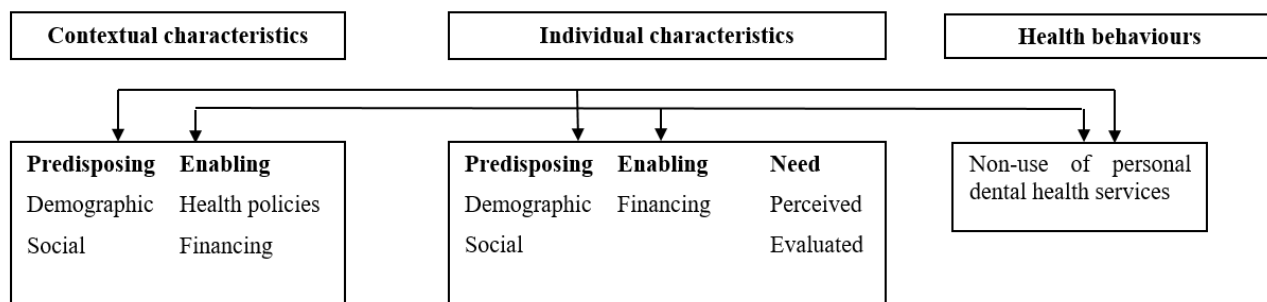 Contextual characteristics
Individual characteristics
Health behaviours
Predisposing Enabling
Demographic Health policies
Social Financing
Predisposing Enabling Need
Demographic Financing Perceived
Social Evaluated
Non-use of personal
dental health services